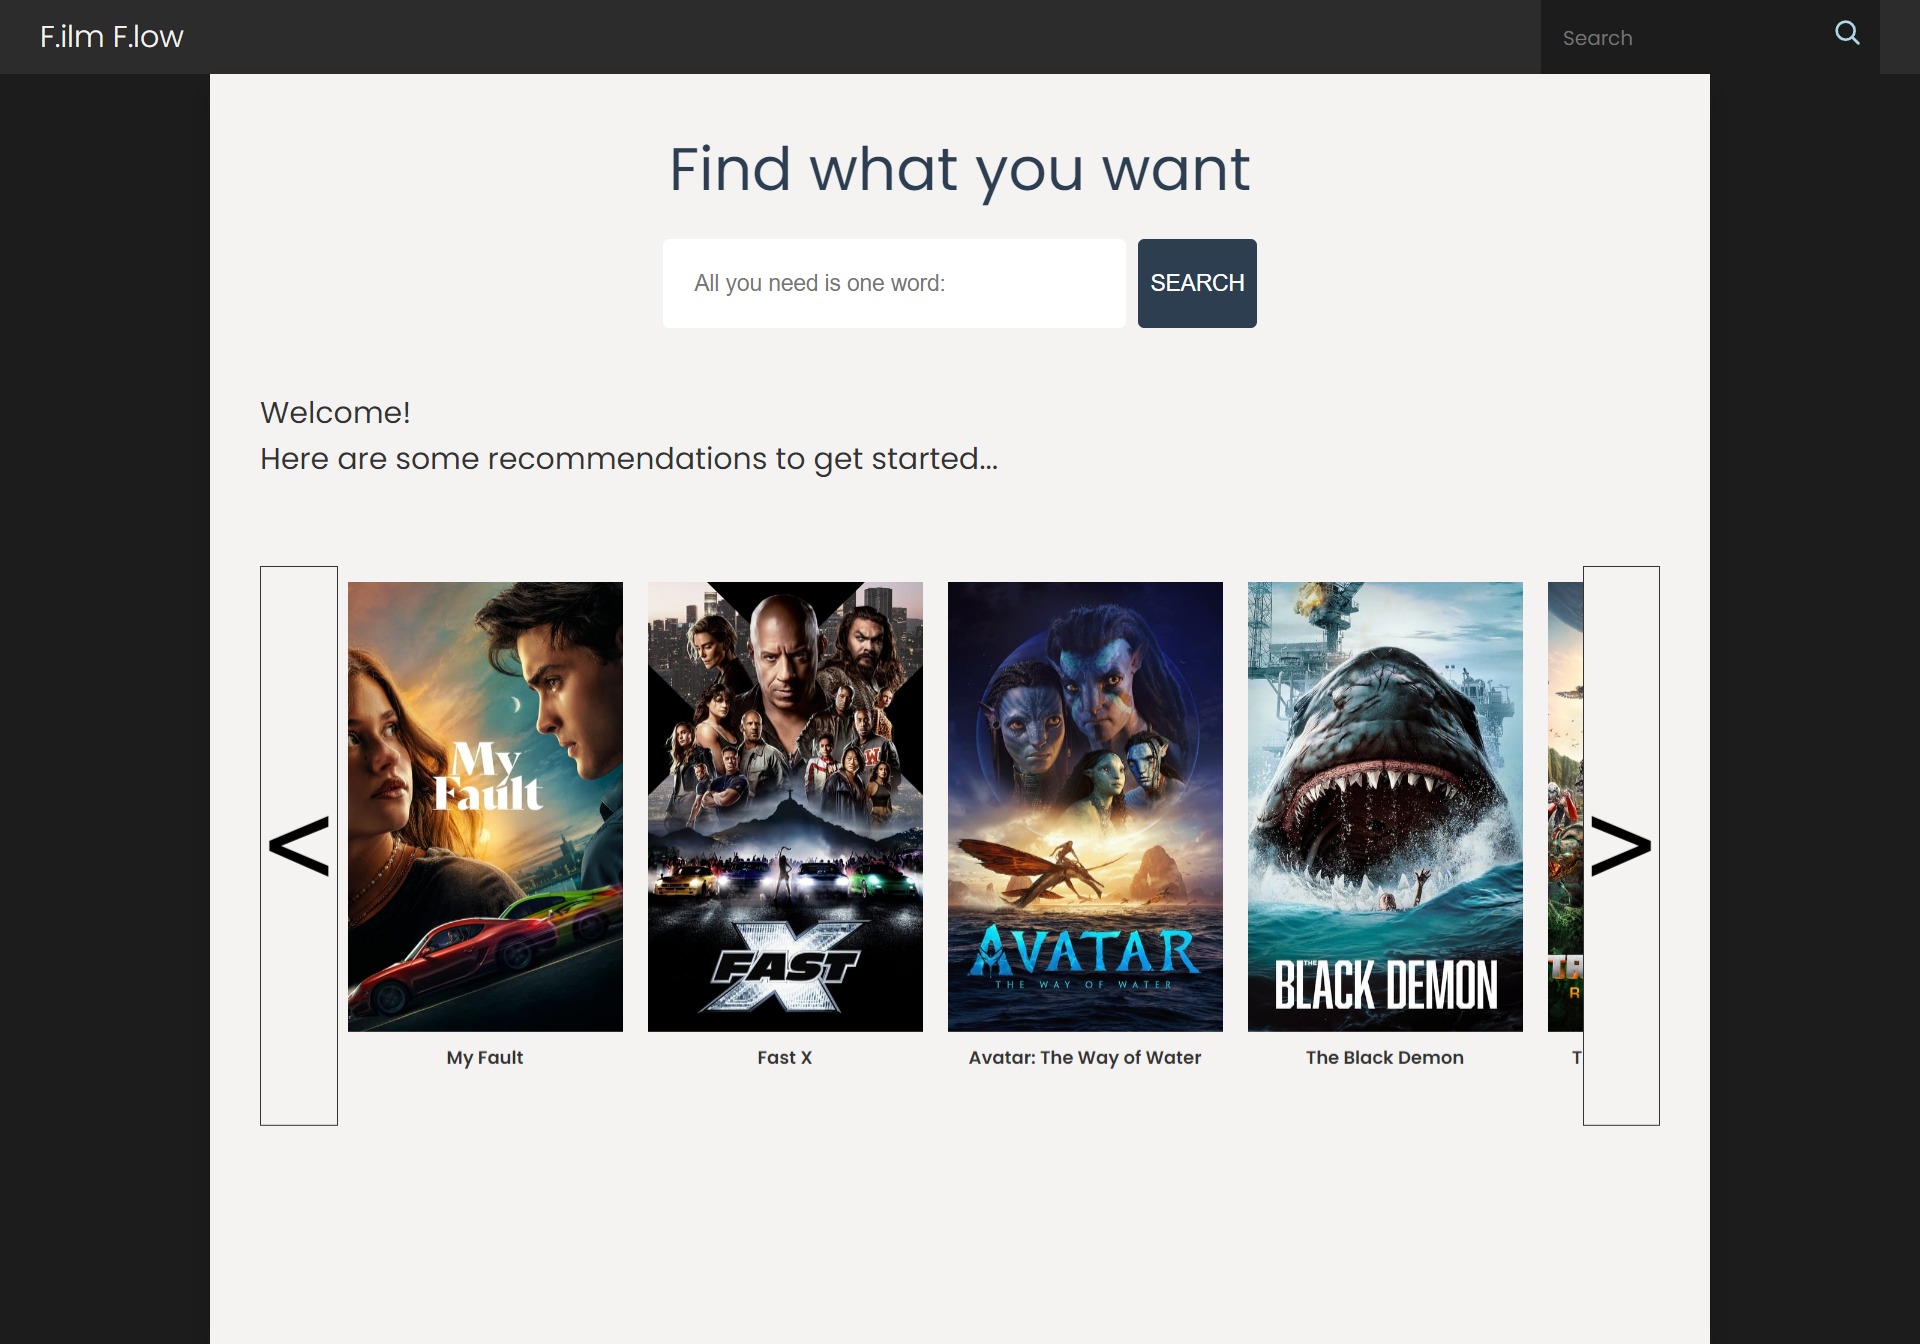 F.ilm F.low
Search
Find what you want
All you need is one word:
SEARCH
Welcome!
Here are some recommendations to get started...
<
My
Fault
FAST
X
AVATAR
THE WAY OF WATER
THE
BLACK DEMON
TR
R
>
My Fault
Fast X
Avatar: The Way of Water
The Black Demon
T